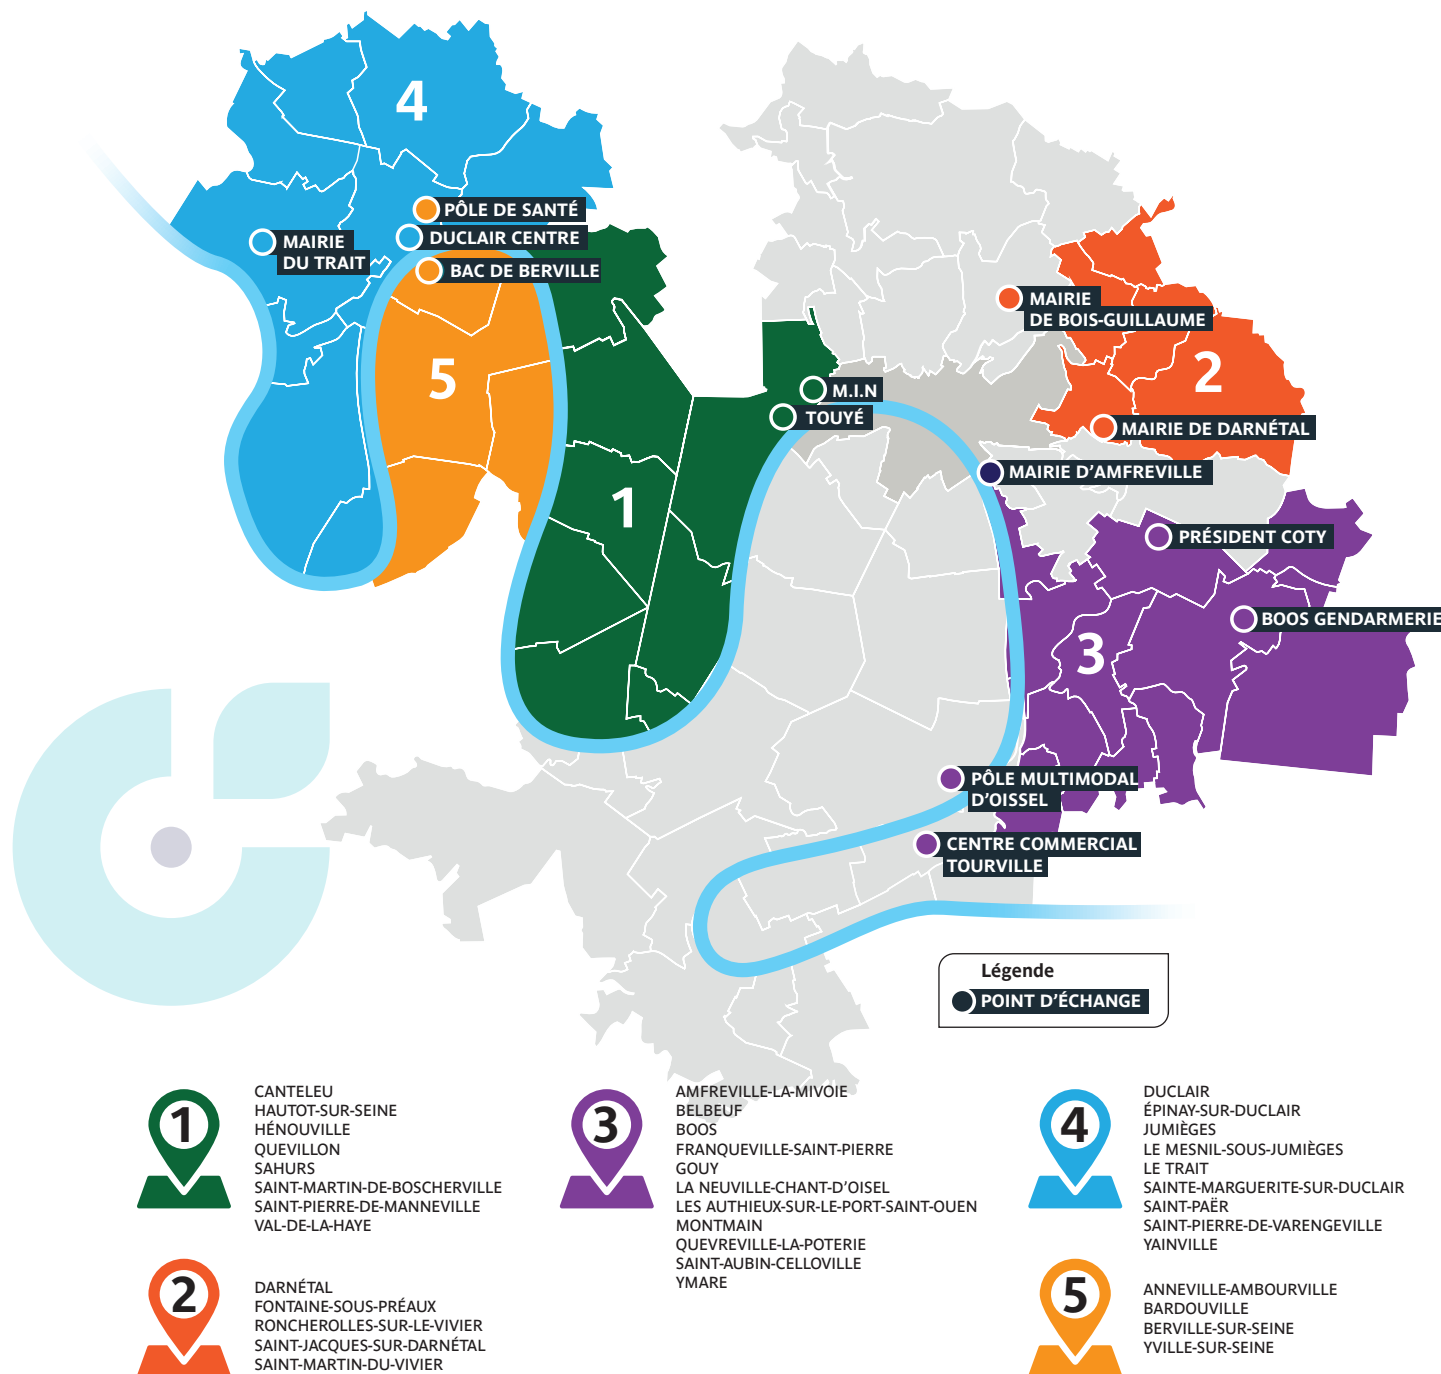 4
PÔLE DE SANTÉ
DUCLAIR CENTRE
MAIRIE
DU TRAIT
BAC DE BERVILLE
MAIRIE
DE BOIS-GUILLAUME
5
2
M.I.N
TOUYÉ
MAIRIE DE DARNÉTAL
MAIRIE D’AMFREVILLE
1
PRÉSIDENT COTY
BOOS GENDARMERIE
3
PÔLE MULTIMODAL
D’OISSEL
CENTRE COMMERCIAL
TOURVILLE
Légende
POINT D’ÉCHANGE
1
CANTELEU
HAUTOT-SUR-SEINE
HÉNOUVILLE
QUEVILLON
SAHURS
SAINT-MARTIN-DE-BOSCHERVILLE
SAINT-PIERRE-DE-MANNEVILLE
VAL-DE-LA-HAYE
2
DARNÉTAL
FONTAINE-SOUS-PRÉAUX
RONCHEROLLES-SUR-LE-VIVIER
SAINT-JACQUES-SUR-DARNÉTAL
SAINT-MARTIN-DU-VIVIER
3
AMFREVILLE-LA-MIVOIE
BELBEUF
BOOS
FRANQUEVILLE-SAINT-PIERRE
GOUY
LA NEUVILLE-CHANT-D’OISEL
LES AUTHIEUX-SUR-LE-PORT-SAINT-OUEN
MONTMAIN
QUEVREVILLE-LA-POTERIE
SAINT-AUBIN-CELLOVILLE
YMARE
4
DUCLAIR
ÉPINAY-SUR-DUCLAIR
JUMIÈGES
LE MESNIL-SOUS-JUMIÈGES
LE TRAIT
SAINTE-MARGUERITE-SUR-DUCLAIR
SAINT-PAËR
SAINT-PIERRE-DE-VARENGEVILLE
YAINVILLE
5
ANNEVILLE-AMBOURVILLE
BARDOUVILLE
BERVILLE-SUR-SEINE
YVILLE-SUR-SEINE